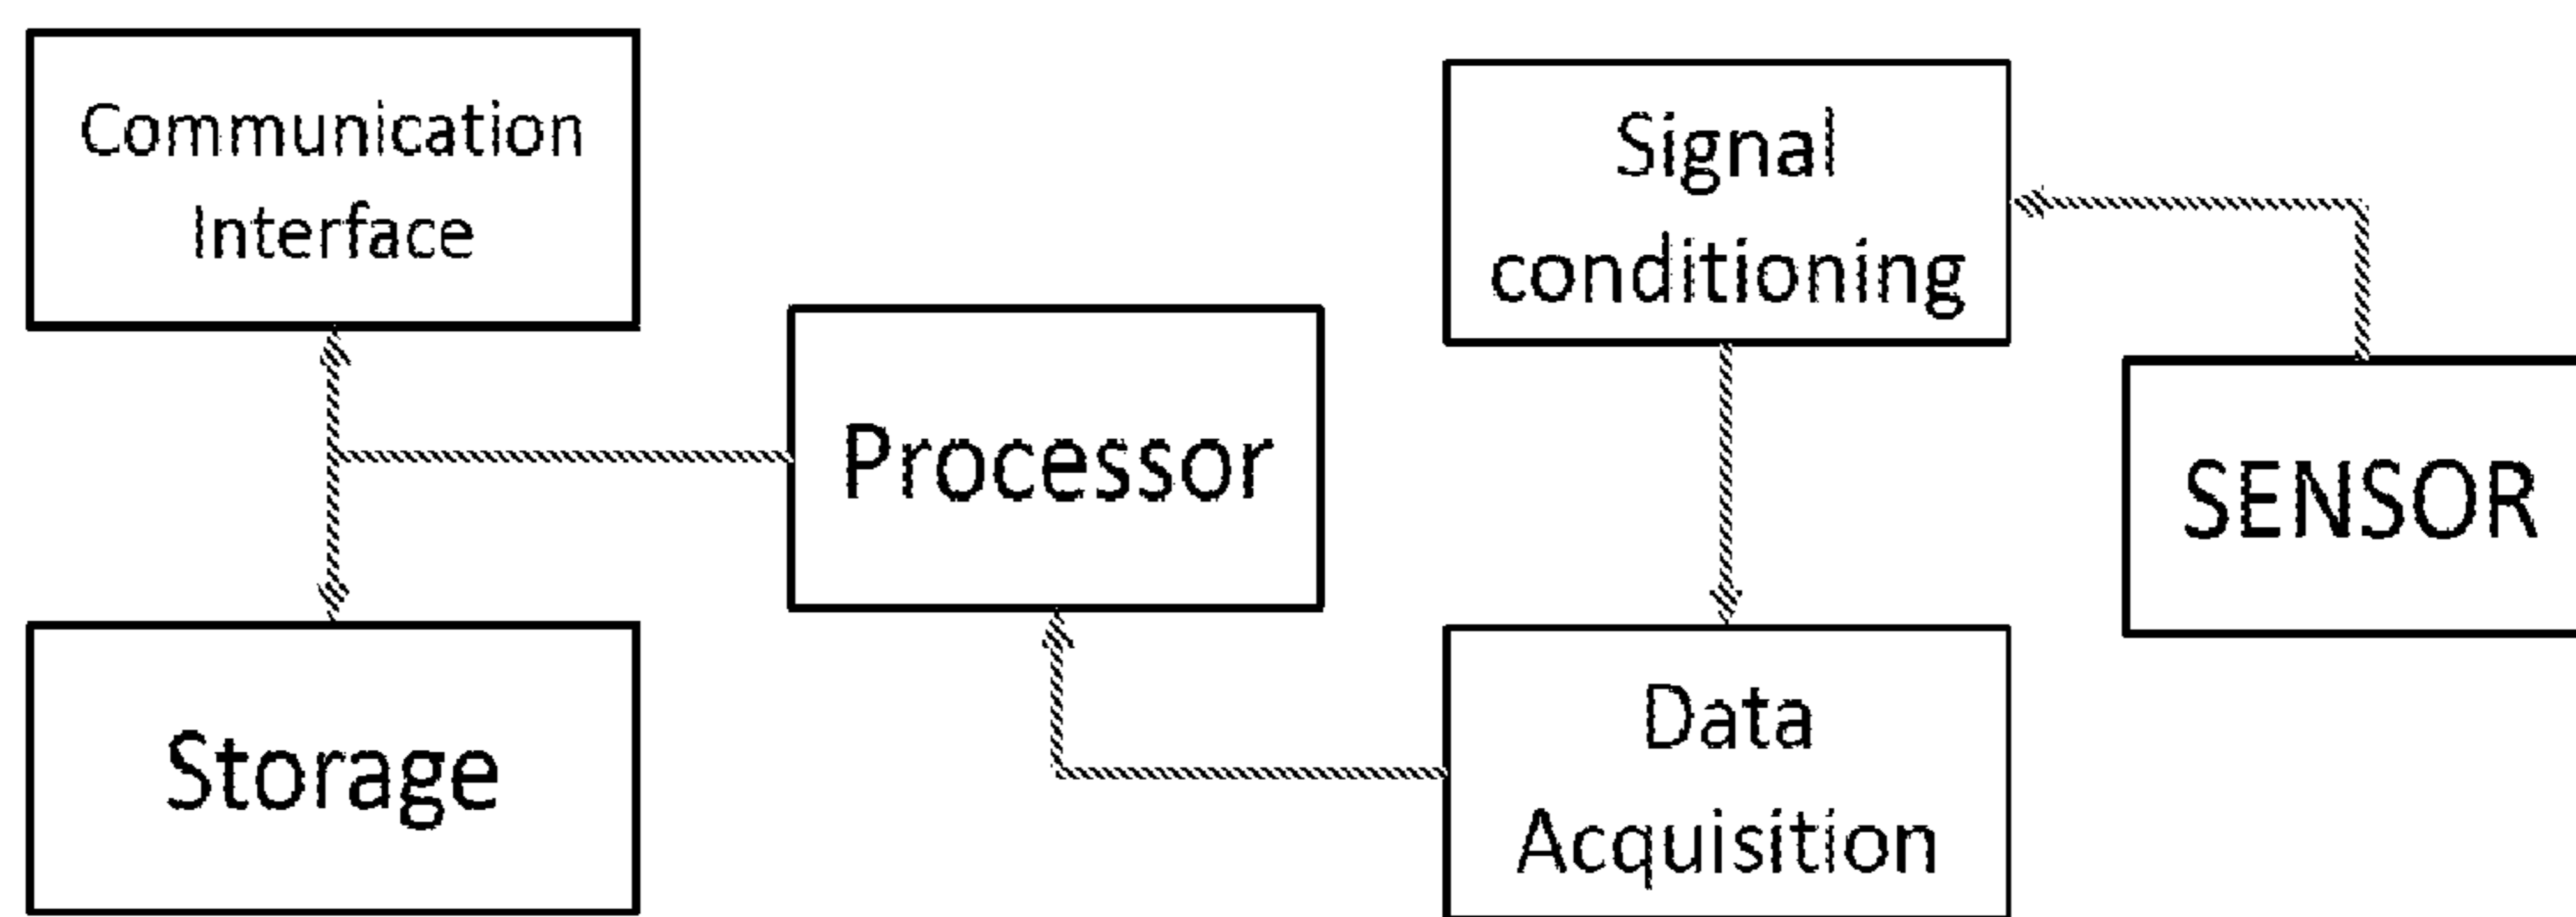 Communication
Interface
Storage
Processor
Signal
conditioning
Data
Acquisition
SENSOR